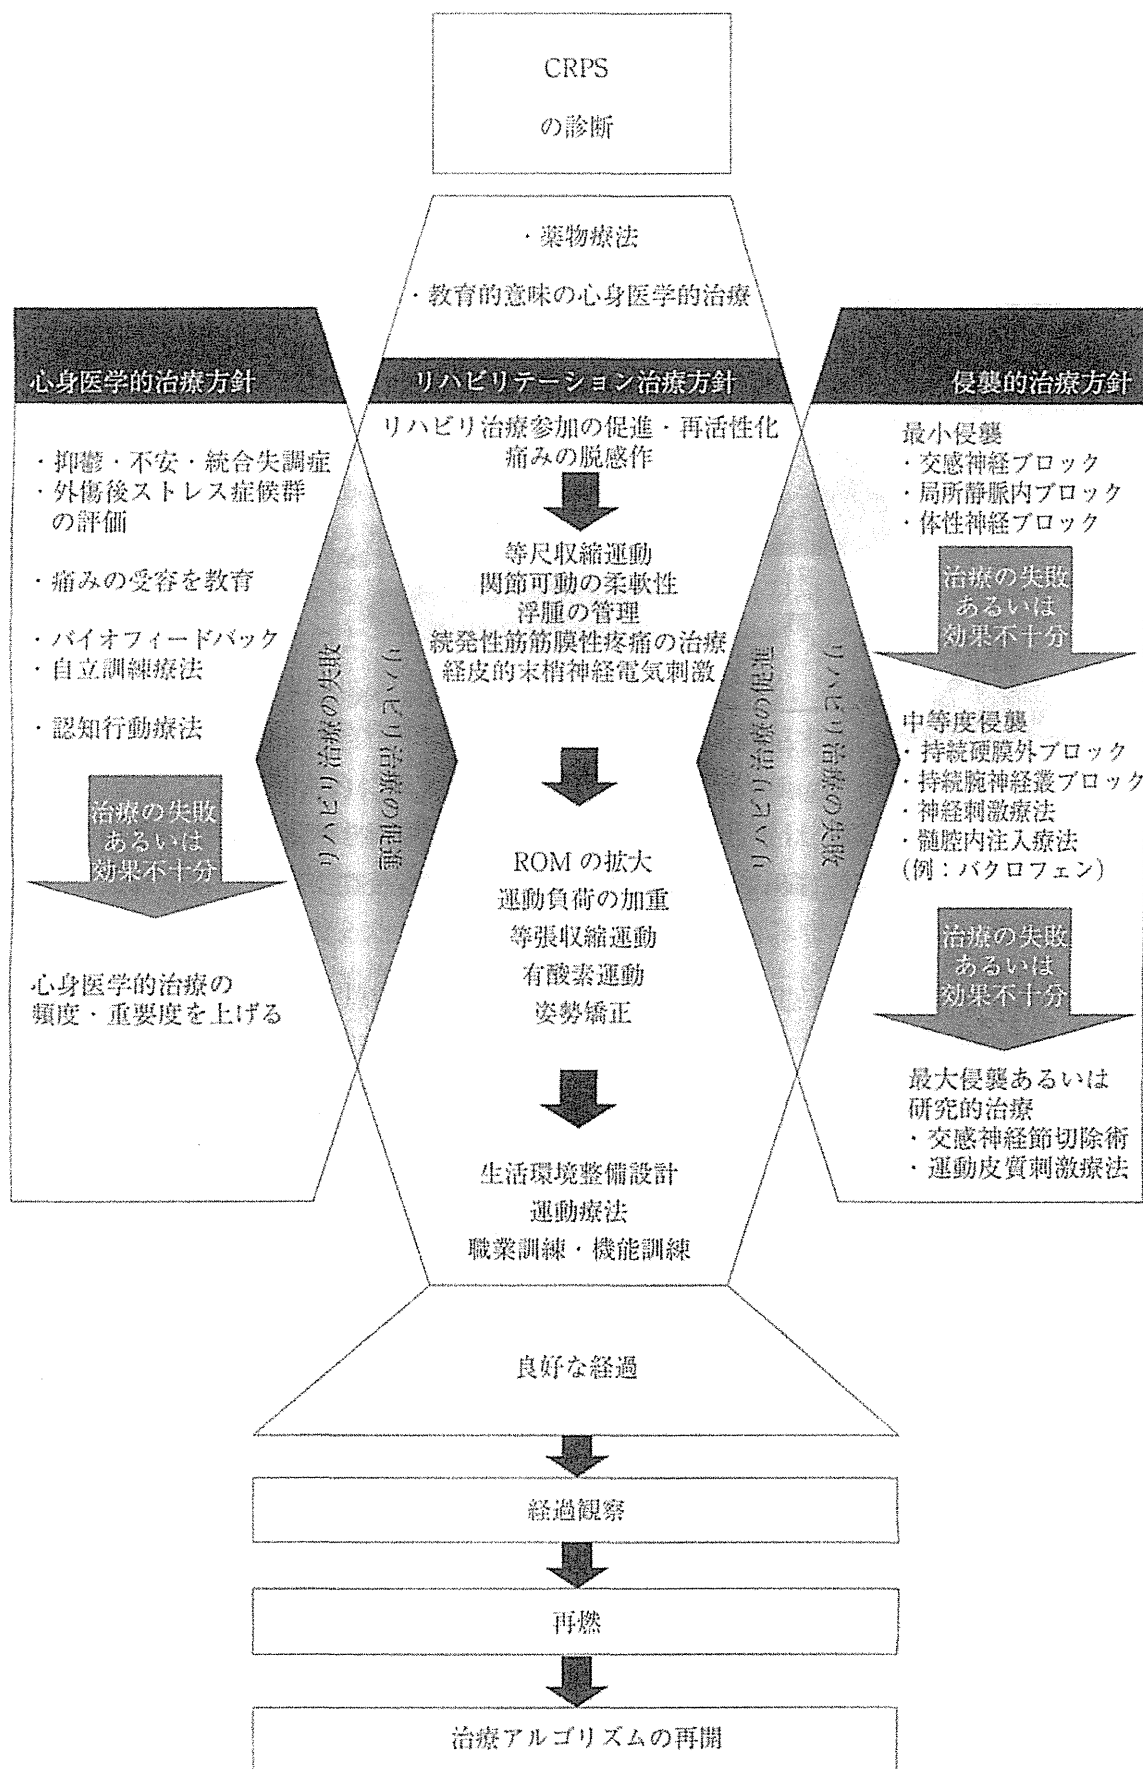 CRPS
の診断
・薬物療法
・教育的意味の心身医学的治療
心身医学的治療方針
・抑鬱・不安・統合失調症
・外傷後ストレス症候群
の評価
・痛みの受容を教育
・バイオフィードバック
・自立訓練療法
・認知行動療法
治療の失敗
あるいは
効果不十分
心身医学的治療の
頻度・重要度を上げる
リハビリ治療の失敗
リハビリ治療の促進
リハビリテーション治療方針
リハビリ治療参加の促進・再活性化
痛みの脱感作
等尺収縮運動
関節可動の柔軟性
浮腫の管理
続発性筋筋膜性疼痛の治療
経皮的末梢神経電気刺激
ROM の拡大
運動負荷の加重
等張収縮運動
有酸素運動
姿勢矯正
生活環境整備設計
運動療法
職業訓練・機能訓練
リハビリ治療の促進
リハビリ治療の失敗
侵襲的治療方針
最小侵襲
・交感神経ブロック
・局所静脈内ブロック
・体性神経ブロック
治療の失敗
あるいは
効果不十分
中等度侵襲
・持続硬膜外ブロック
・持続腕神経叢ブロック
・神経刺激療法
・髄腔内注入療法
(例：バクロフェン)
治療の失敗
あるいは
効果不十分
最大侵襲あるいは
研究的治療
・交感神経節切除術
・運動皮質刺激療法
良好な経過
経過観察
再燃
治療アルゴリズムの再開